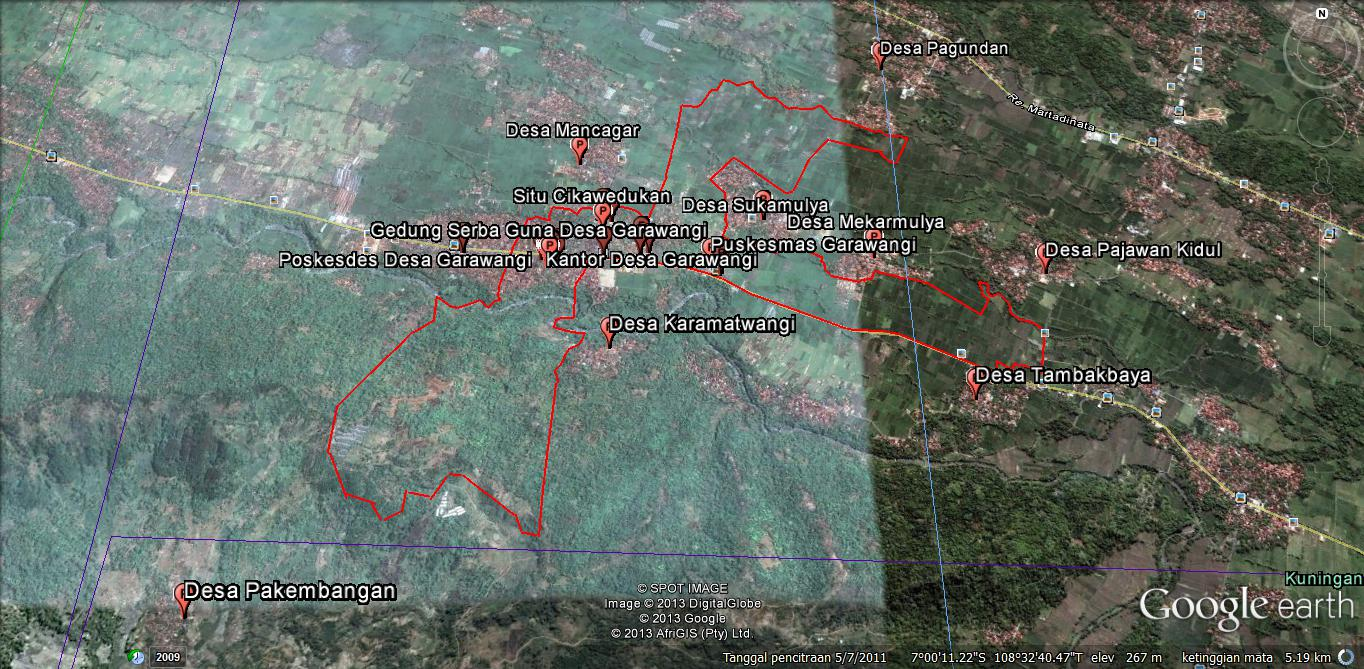 N
Desa Pagundan
Re. Martadinata
Desa Mancagar
Situ Cikawedukan
Desa Sukamulya
Desa Mekarmulya
Gedung Serba Guna Desa Garawangi
Puskesmas Garawangi
Desa Pajawan Kidul
Poskesdes Desa Garawangi
Kantor Desa Garawangi
Desa Karamatwangi
Desa Tambakbaya
Desa Pakembangan
Kuningan
© SPOT IMAGE
Image © 2013 DigitalGlobe
© 2013 Google
© 2013 AfriGIS (Pty) Ltd.
Google earth
2009
Tanggal pencitraan 5/7/2011 7°00'11.22"S 108°32'40.47"T elev 267 m ketinggian mata 5.19 km